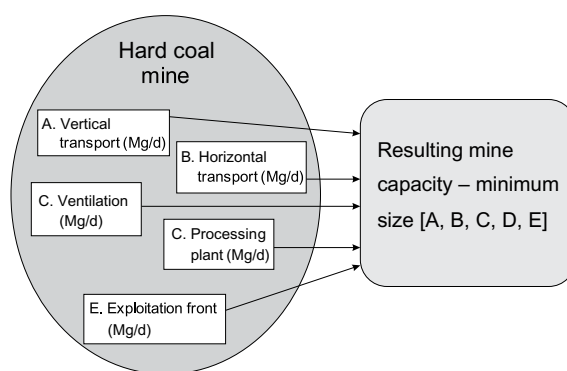 Hard coal
mine
A. Vertical
transport (Mg/d)
B. Horizontal
transport (Mg/d)
C. Ventilation
(Mg/d)
C. Processing
plant (Mg/d)
E. Exploitation front
(Mg/d)
Resulting mine
capacity – minimum
size [A, B, C, D, E]